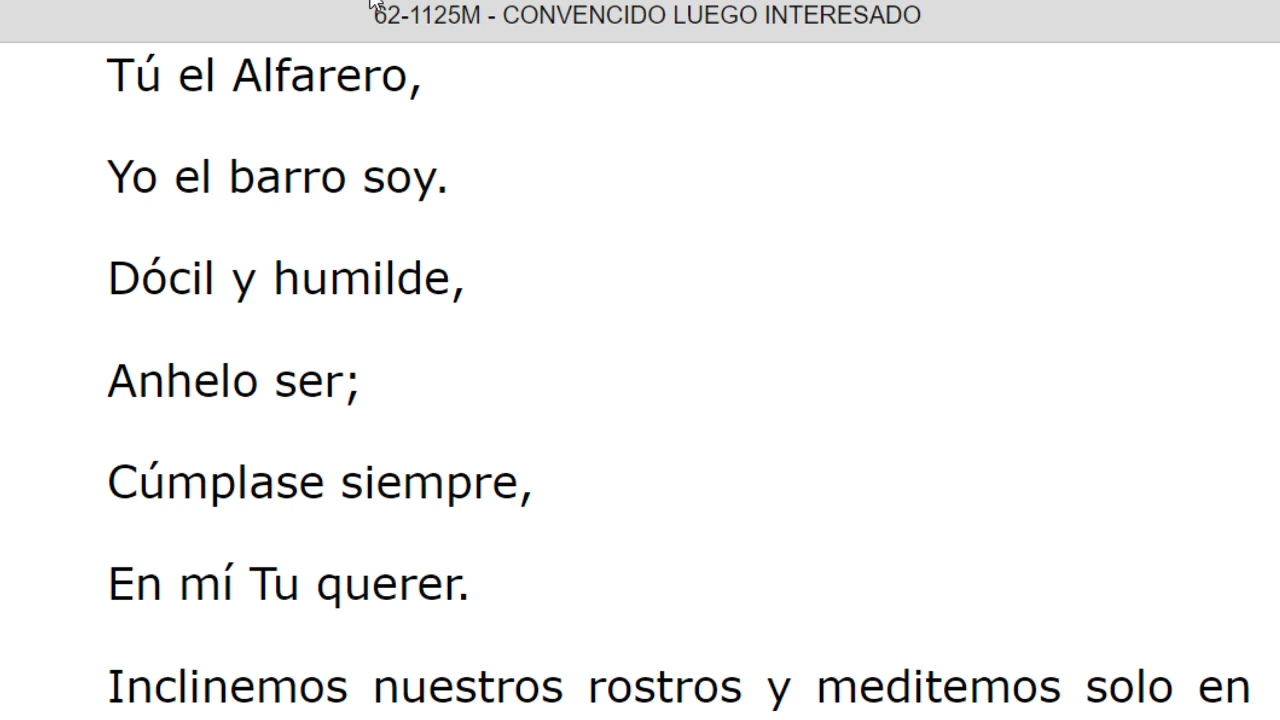 62-1125M - CONVENCIDO LUEGO INTERESADO
Tú el Alfarero,
Yo el barro soy.
Dócil y humilde,
Anhelo ser;
Cúmplase siempre,
En mí Tu querer.
Inclinemos nuestros rostros y meditemos solo en